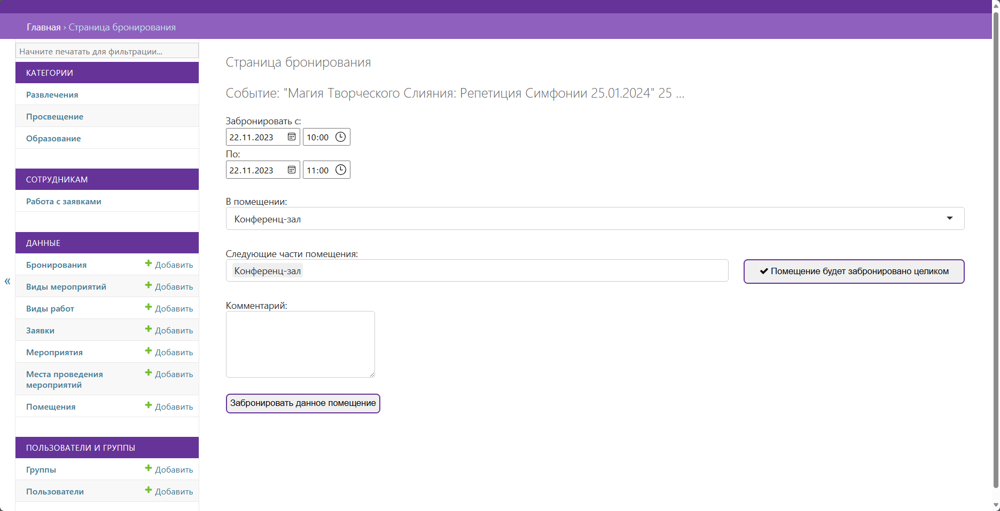 Главная › Страница бронирования
Начните печатать для фильтрации...
КАТЕГОРИИ
Развлечения
Просвещение
Образование
СОТРУДНИКАМ
Работа с заявками
ДАННЫЕ
Бронирования Добавить
Виды мероприятий Добавить
Виды работ Добавить
Заявки Добавить
Мероприятия Добавить
Места проведения Добавить
мероприятий
Помещения Добавить
ПОЛЬЗОВАТЕЛИ И ГРУППЫ
Группы Добавить
Пользователи Добавить
«
Страница бронирования
Событие: "Магия Творческого Слияния: Репетиция Симфонии 25.01.2024" 25 ...
Забронировать с:
22.11.2023 10:00
По:
22.11.2023 11:00
В помещении:
Конференц-зал
Следующие части помещения:
Конференц-зал
Помещение будет забронировано целиком
Комментарий:
Забронировать данное помещение